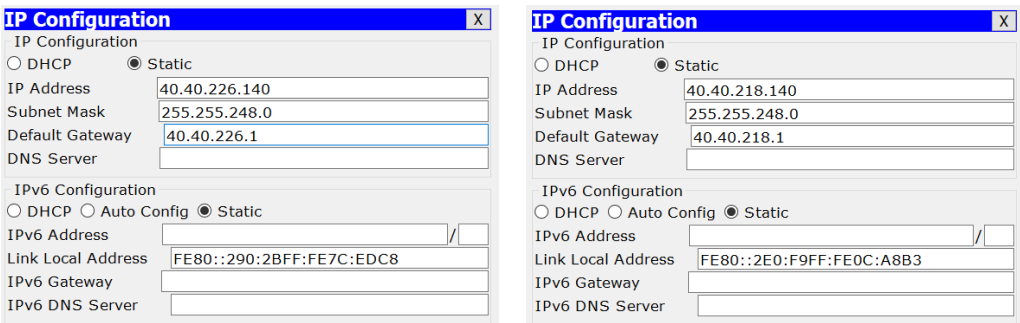 IP Configuration X
IP Configuration
DHCP Static
IP Address 40.40.226.140
Subnet Mask 255.255.248.0
Default Gateway 40.40.226.1
DNS Server
IPv6 Configuration
DHCP Auto Config Static
IPv6 Address /
Link Local Address FE80::290:2BFF:FE7C:EDC8
IPv6 Gateway
IPv6 DNS Server
IP Configuration X
IP Configuration
DHCP Static
IP Address 40.40.218.140
Subnet Mask 255.255.248.0
Default Gateway 40.40.218.1
DNS Server
IPv6 Configuration
DHCP Auto Config Static
IPv6 Address /
Link Local Address FE80::2E0:F9FF:FE0C:A8B3
IPv6 Gateway
IPv6 DNS Server